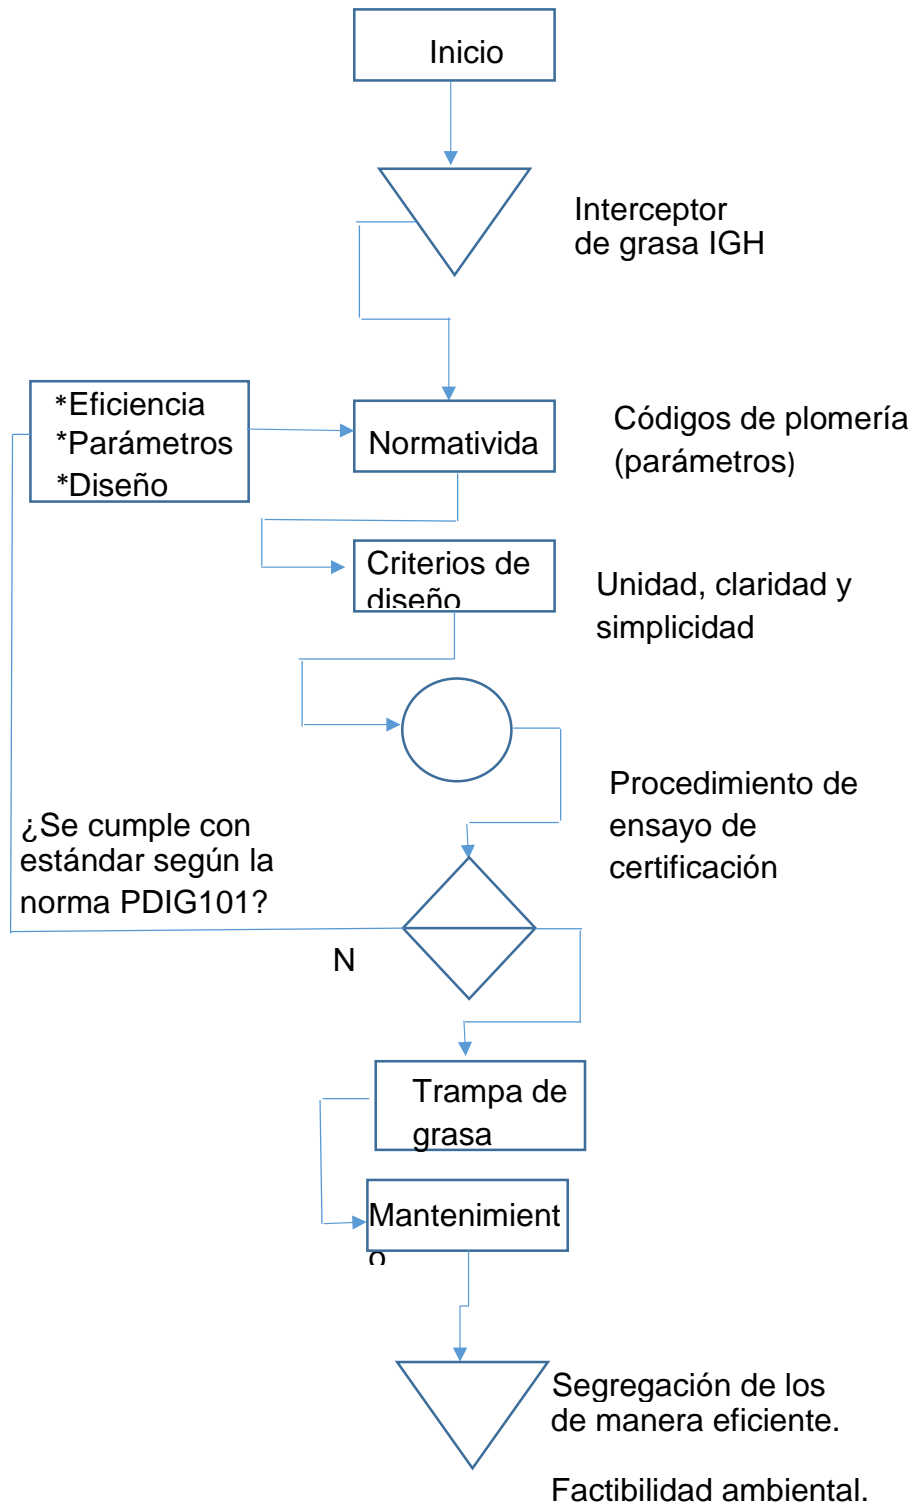 Inicio
Interceptor
de grasa IGH
*Eficiencia
*Parámetros
*Diseño
Normativida
Códigos de plomería
(parámetros)
Criterios de
diseño
Unidad, claridad y
simplicidad
Procedimiento de
ensayo de
certificación
¿Se cumple con
estándar según la
norma PDIG101?
N
Trampa de
grasa
Mantenimient
o
Segregación de los
de manera eficiente.
Factibilidad ambiental.